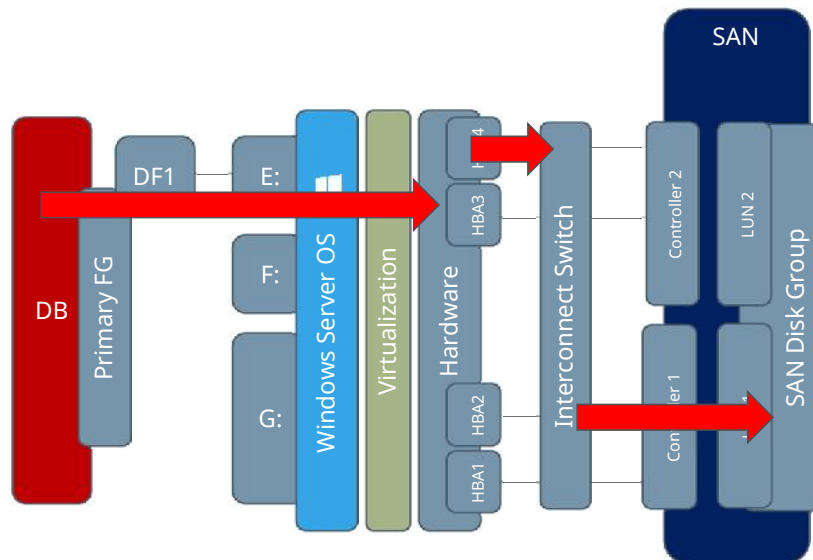 SAN
DB
Primary FG
DF1
E:
F:
G:
Windows Server OS
Virtualization
Hardware
HBA3
HBA2
HBA1
Interconnect Switch
Controller 2
LUN 2
SAN Disk Group